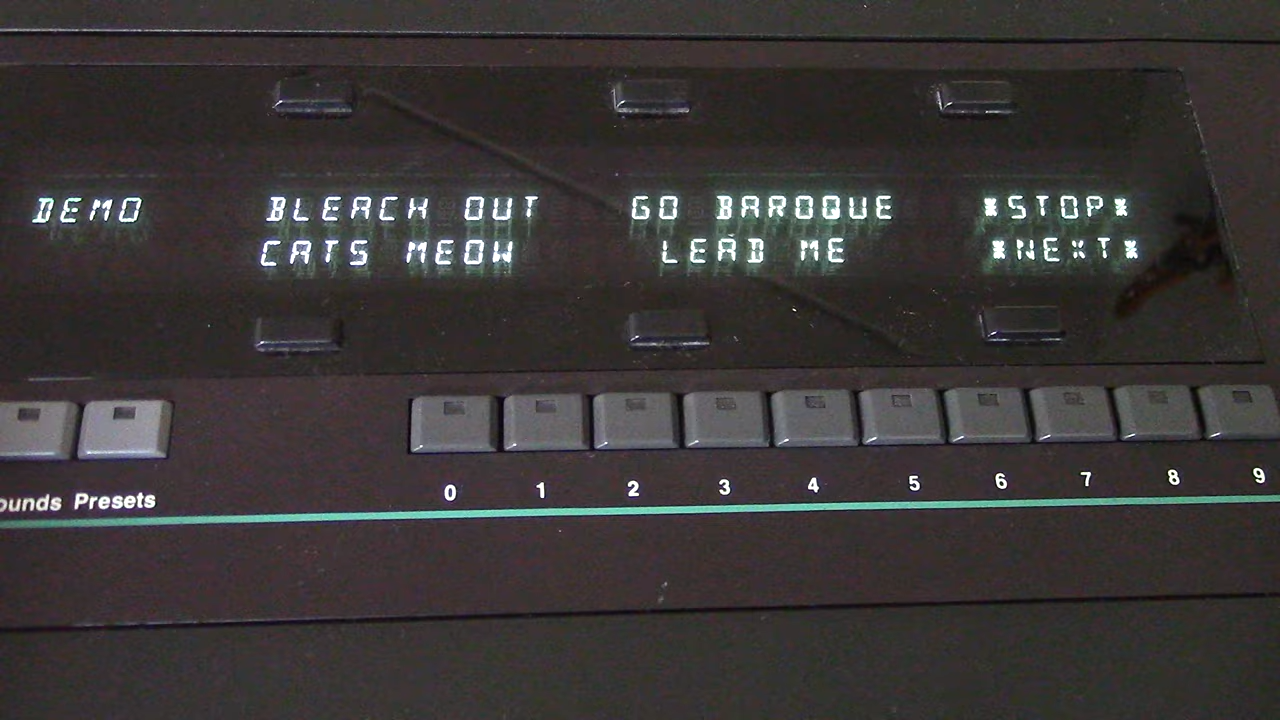 DEMO BLEACH OUT GO BAROQUE *STOP*
CATS MEOW LEAD ME *NEXT*
ounds Presets 0 1 2 3 4 5 6 7 8 9